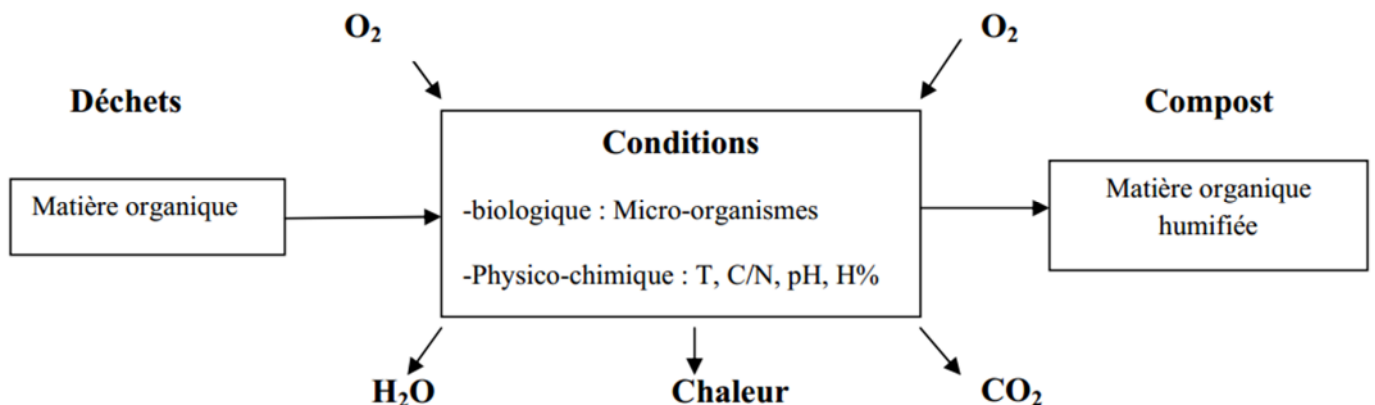 O₂
O₂
Déchets
Compost
Conditions
Matière organique
-biologique : Micro-organismes
-Physico-chimique : T, C/N, pH, H%
Matière organique
humifiée
H₂O
Chaleur
CO₂